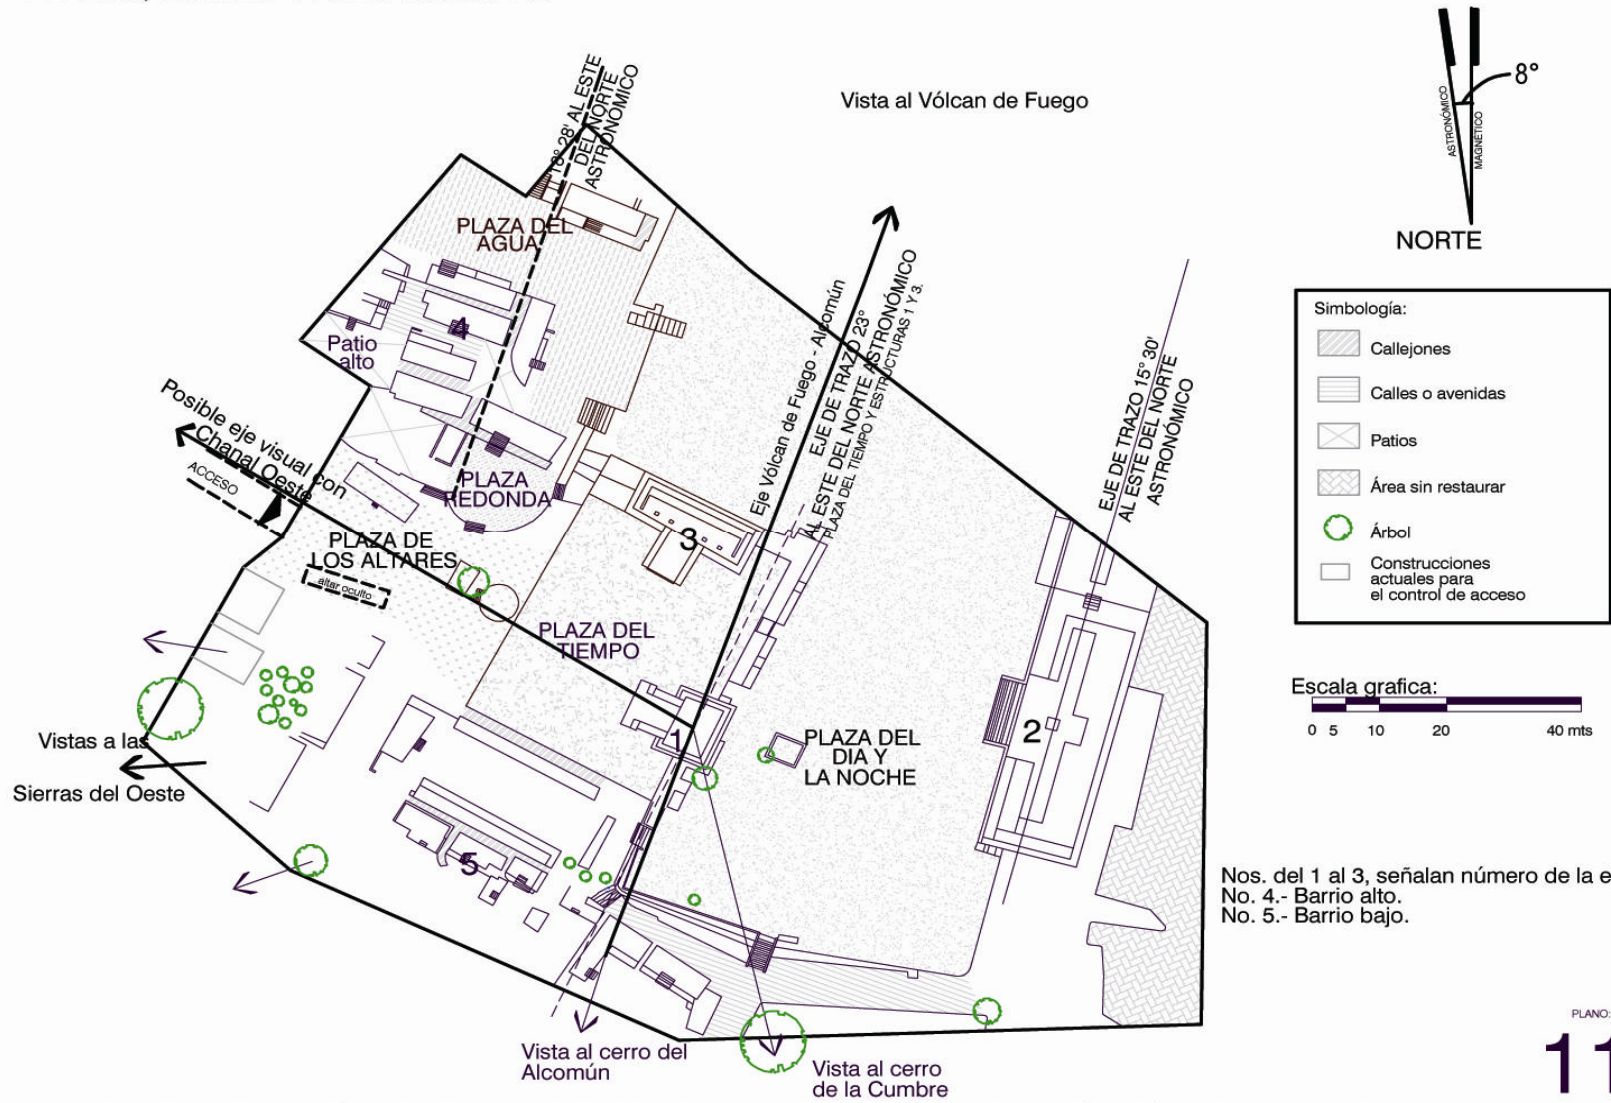 Vista al Vólcan de Fuego
8°
ASTRONÓMICO
MAGNÉTICO
NORTE
28' AL ESTE
DEL NORTE
ASTRONÓMICO
PLAZA DEL
AGUA
4
Patio
alto
Posible eje visual con
Chanal Oeste
ACCESO
PLAZA
REDONDA
PLAZA DE
LOS ALTARES
altar oculto
3
PLAZA DEL
TIEMPO
Eje Vólcan de Fuego - Alcomún
EJE DE TRAZO 23°
AL ESTE DEL NORTE ASTRONÓMICO
PLAZA DEL TIEMPO Y ESTRUCTURAS 1 Y 3.
EJE DE TRAZO 15° 30'
AL ESTE DEL NORTE
ASTRONÓMICO
1
2
PLAZA DEL
DIA Y
LA NOCHE
5
Vistas a las
Sierras del Oeste
Vista al cerro del
Alcomún
Vista al cerro
de la Cumbre
Simbología:
Callejones
Calles o avenidas
Patios
Área sin restaurar
Árbol
Construcciones
actuales para
el control de acceso
Escala grafica:
0 5 10 20 40 mts
Nos. del 1 al 3, señalan número de la e
No. 4.- Barrio alto.
No. 5.- Barrio bajo.
PLANO:
11